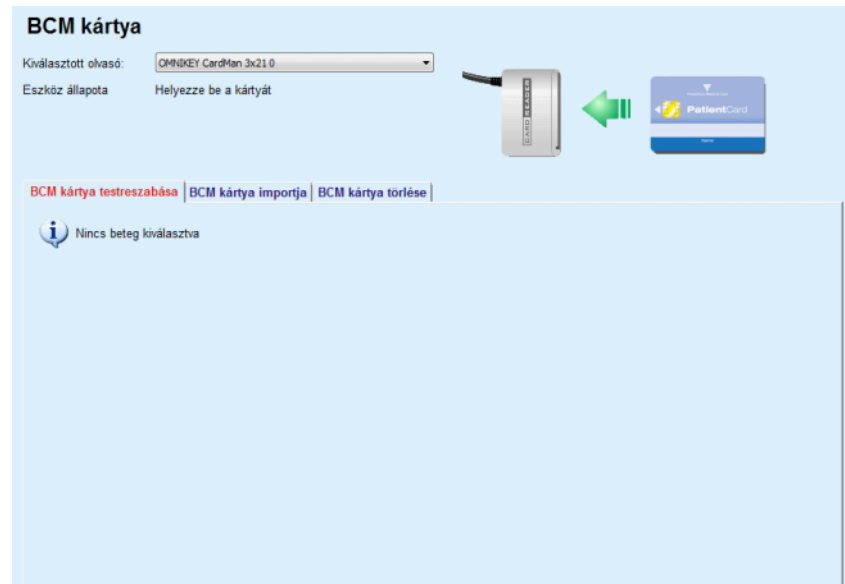 BCM kártya
Kiválasztott olvasó: OMNIKEY CardMan 3x21 0
Eszköz állapota Helyezze be a kártyát
CARD READER
PatientCard
BCM kártya testreszabása BCM kártya importja BCM kártya törlése
Nincs beteg kiválasztva